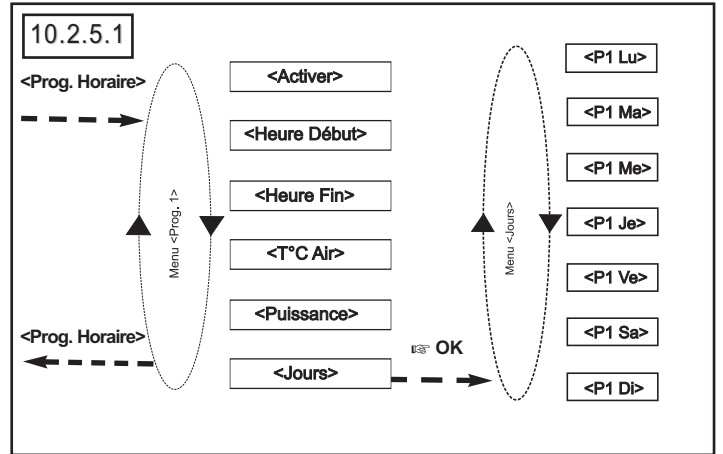 10.2.5.1
<Prog. Horaire>
Menu <Prog. 1>
<Prog. Horaire>
<Activer>
<Heure Début>
<Heure Fin>
<T°C Air>
<Puissance>
<Jours>
☞ OK
Menu <Jours>
<P1 Lu>
<P1 Ma>
<P1 Me>
<P1 Je>
<P1 Ve>
<P1 Sa>
<P1 Di>